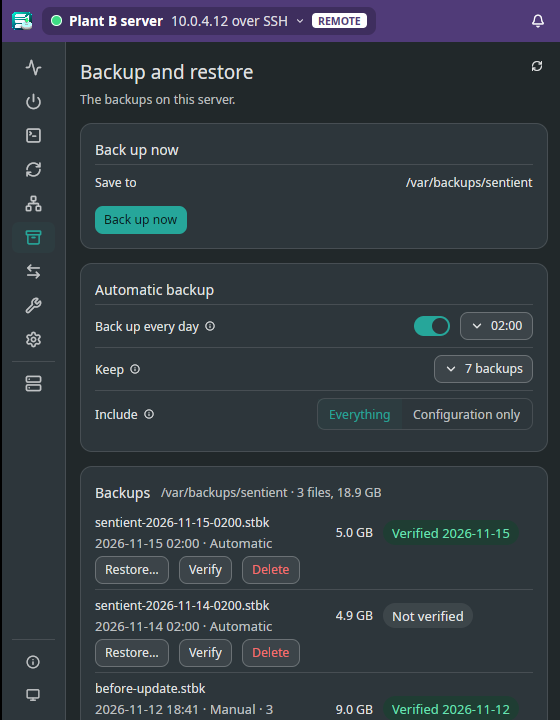 Plant B server 10.0.4.12 over SSH REMOTE
Backup and restore
The backups on this server.
Back up now
Save to /var/backups/sentient
Back up now
Automatic backup
Back up every day 02:00
Keep 7 backups
Include Everything Configuration only
Backups /var/backups/sentient · 3 files, 18.9 GB
sentient-2026-11-15-0200.stbk
2026-11-15 02:00 · Automatic
5.0 GB Verified 2026-11-15
Restore... Verify Delete
sentient-2026-11-14-0200.stbk
2026-11-14 02:00 · Automatic
4.9 GB Not verified
Restore... Verify Delete
before-update.stbk
2026-11-12 18:41 · Manual · 3
9.0 GB Verified 2026-11-12